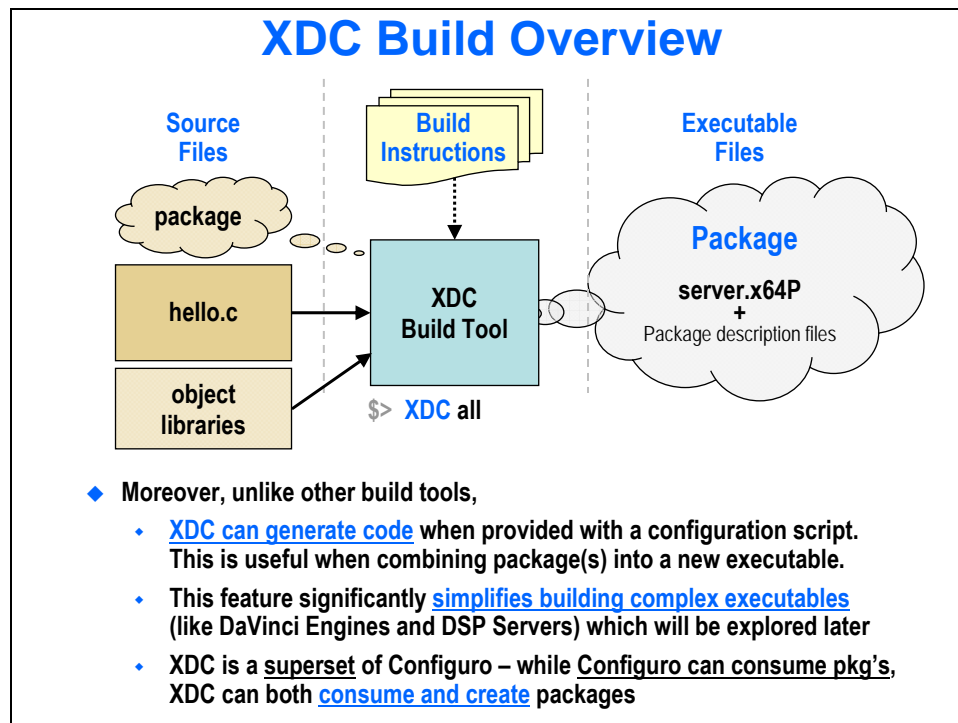 XDC Build Overview
Source
Files
Build
Instructions
Executable
Files
package
hello.c
object
libraries
XDC
Build Tool
$> XDC all
Package
server.x64P
+
Package description files
Moreover, unlike other build tools,
XDC can generate code when provided with a configuration script.
This is useful when combining package(s) into a new executable.
This feature significantly simplifies building complex executables
(like DaVinci Engines and DSP Servers) which will be explored later
XDC is a superset of Configuro – while Configuro can consume pkg's,
XDC can both consume and create packages